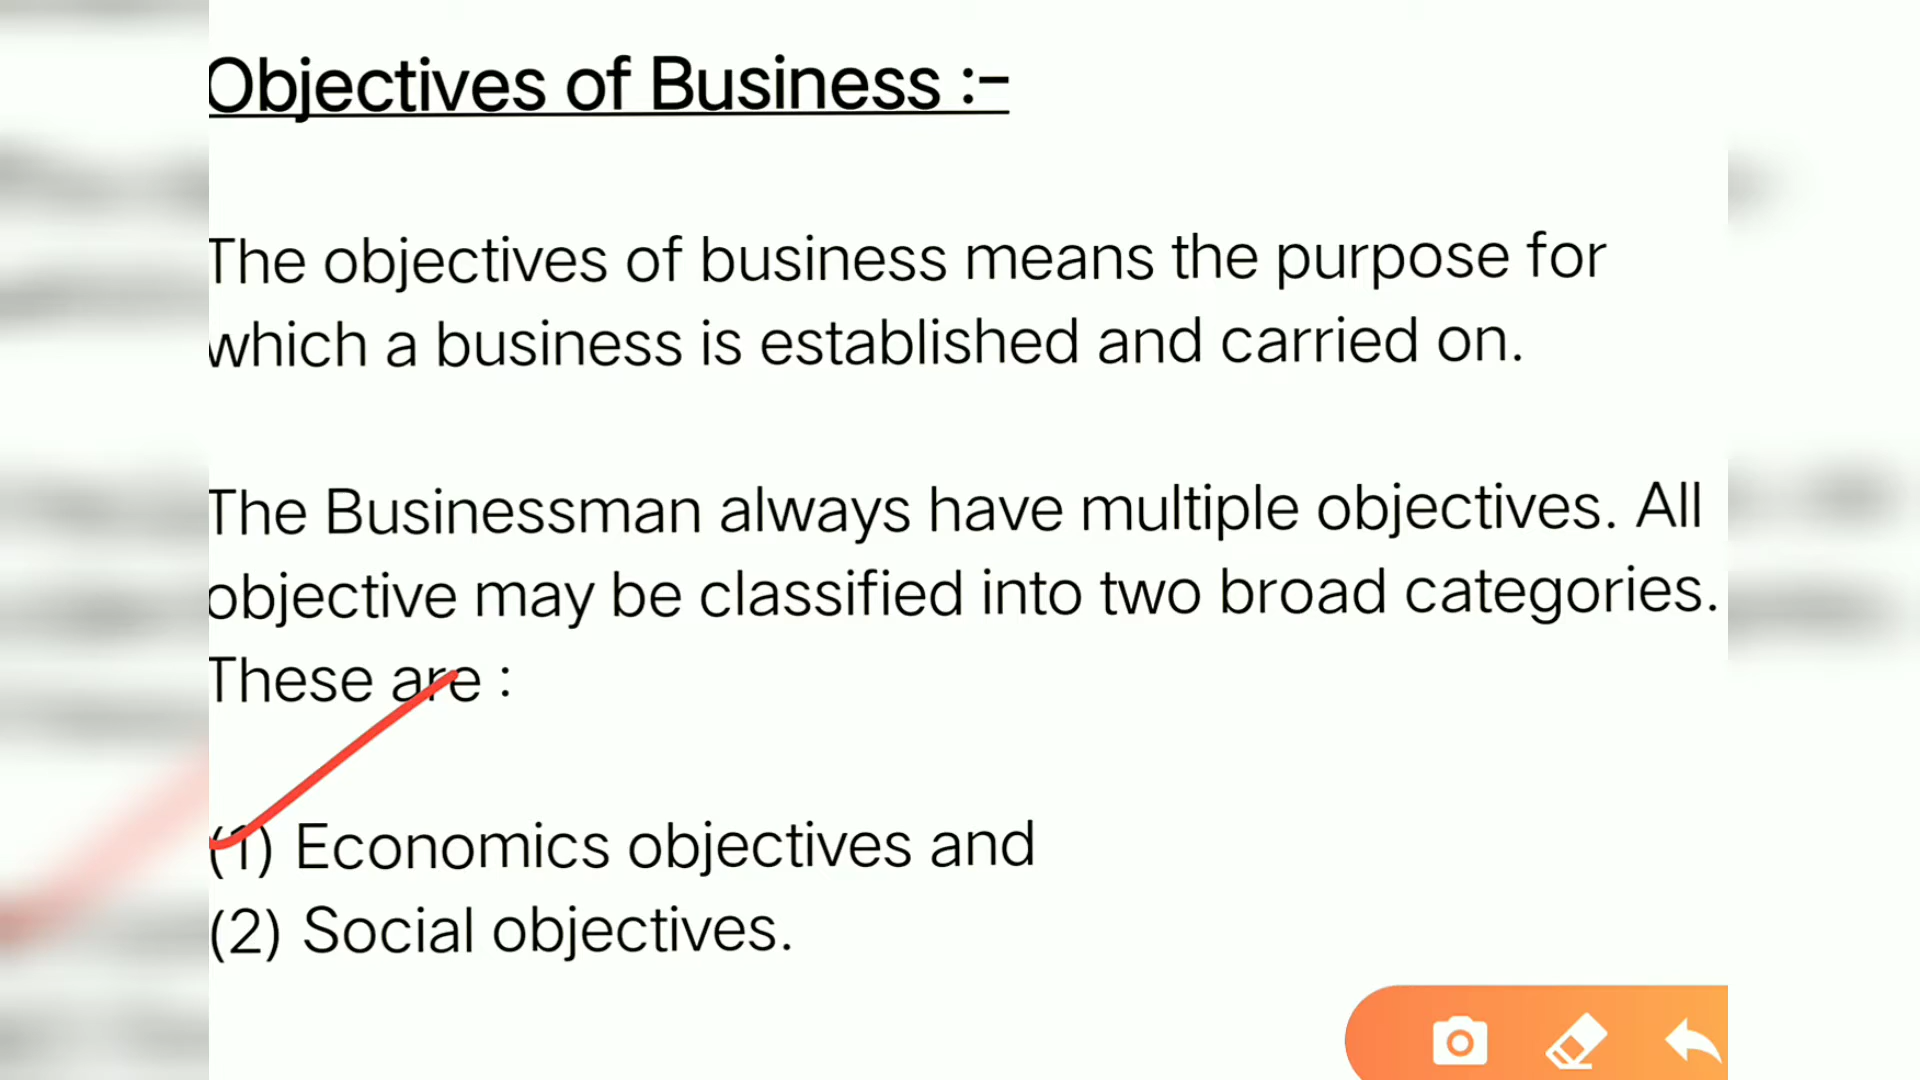 Objectives of Business :-
The objectives of business means the purpose for
which a business is established and carried on.
The Businessman always have multiple objectives. All
objective may be classified into two broad categories.
These are :
(1) Economics objectives and
(2) Social objectives.